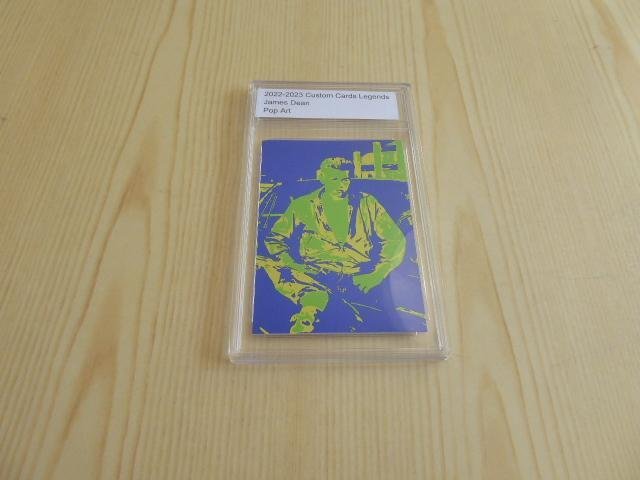 2022-2023 Custom Cards Legends
James Dean
Pop Art